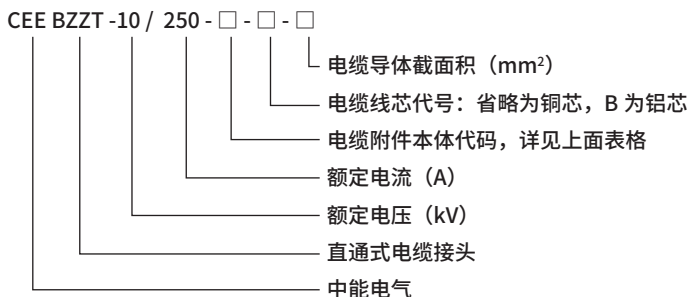 CEE BZZT -10 / 250 - □ - □ - □
电缆导体截面积（mm²）
电缆线芯代号：省略为铜芯，B 为铝芯
电缆附件本体代码，详见上面表格
额定电流（A）
额定电压（kV）
直通式电缆接头
中能电气